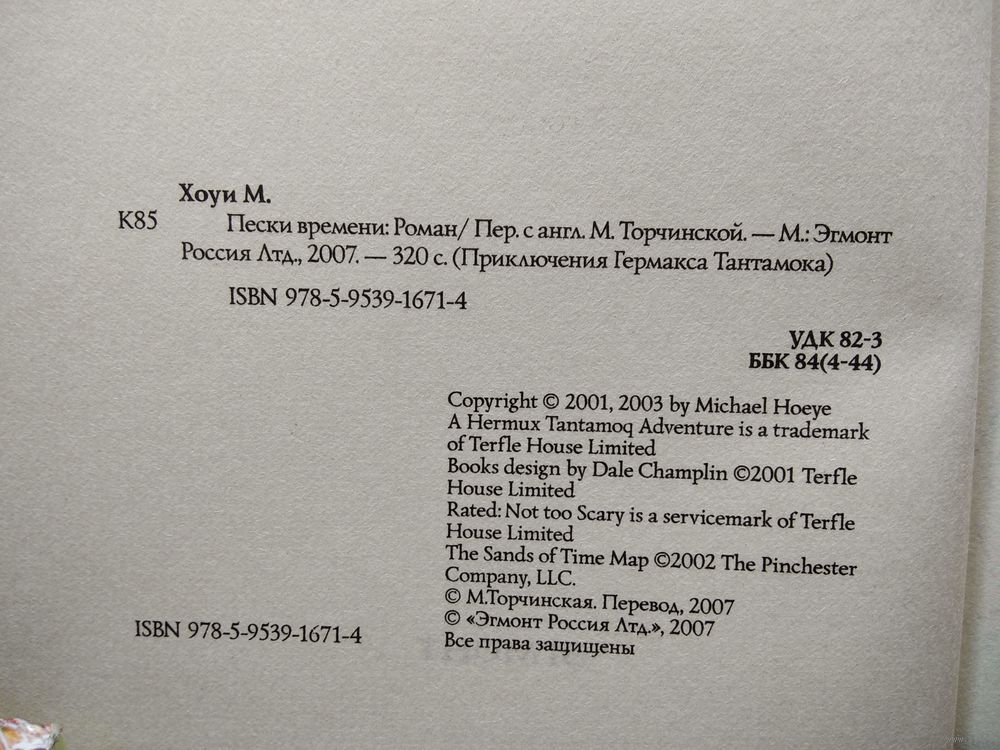 Хоуи М.
К85
Пески времени: Роман/ Пер. с англ. М. Торчинской. — М.: Эгмонт
Россия Лтд., 2007. — 320 с. (Приключения Гермакса Тантамока)
ISBN 978-5-9539-1671-4
УДК 82-3
ББК 84(4-44)
Copyright © 2001, 2003 by Michael Hoeye
A Hermux Tantamoq Adventure is a trademark
of Terfle House Limited
Books design by Dale Champlin ©2001 Terfle
House Limited
Rated: Not too Scary is a servicemark of Terfle
House Limited
The Sands of Time Map ©2002 The Pinchester
Company, LLC.
© М.Торчинская. Перевод, 2007
© «Эгмонт Россия Лтд.», 2007
Все права защищены
ISBN 978-5-9539-1671-4